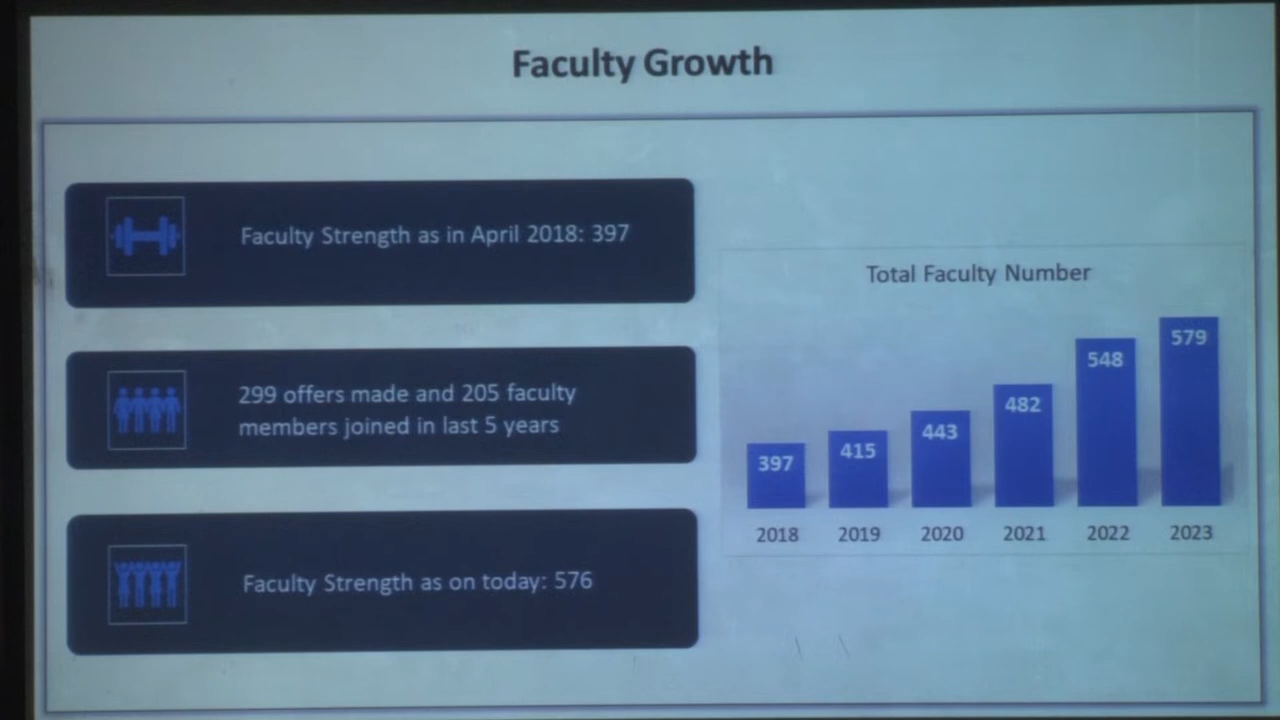 Faculty Growth
Faculty Strength as in April 2018: 397
299 offers made and 205 faculty
members joined in last 5 years
Faculty Strength as on today: 576
Total Faculty Number
397
415
443
482
548
579
2018
2019
2020
2021
2022
2023